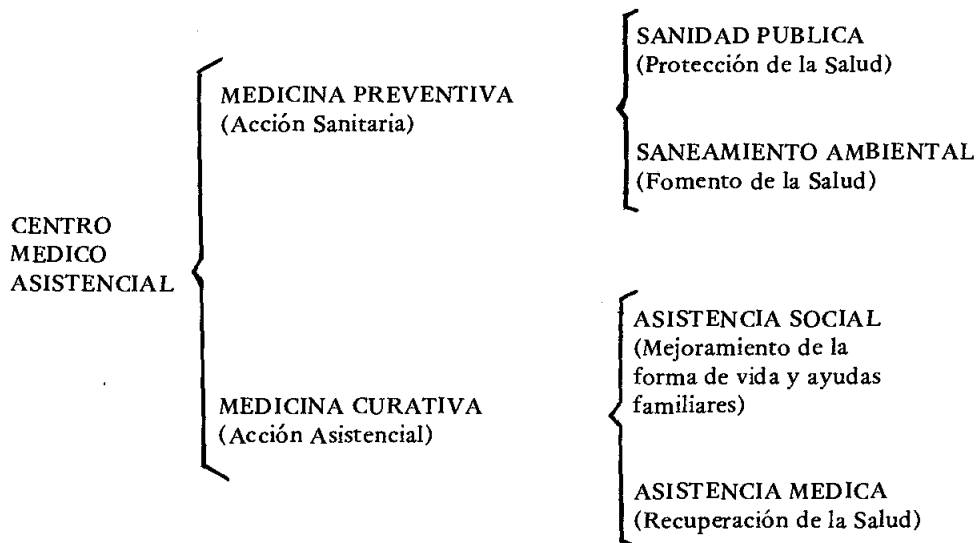 CENTRO
MEDICO
ASISTENCIAL
MEDICINA PREVENTIVA
(Acción Sanitaria)
SANIDAD PUBLICA
(Protección de la Salud)
SANEAMIENTO AMBIENTAL
(Fomento de la Salud)
MEDICINA CURATIVA
(Acción Asistencial)
ASISTENCIA SOCIAL
(Mejoramiento de la
forma de vida y ayudas
familiares)
ASISTENCIA MEDICA
(Recuperación de la Salud)